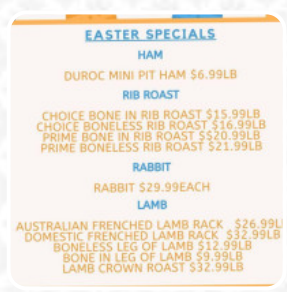 EASTER SPECIALS
HAM
DUROC MINI PIT HAM $6.99LB
RIB ROAST
CHOICE BONE IN RIB ROAST $15.99LB
CHOICE BONELESS RIB ROAST $16.99LB
PRIME BONE IN RIB ROAST $$20.99LB
PRIME BONELESS RIB ROAST $21.99LB
RABBIT
RABBIT $29.99EACH
LAMB
AUSTRALIAN FRENCHED LAMB RACK $26.99L
DOMESTIC FRENCHED LAMB RACK $32.99LB
BONELESS LEG OF LAMB $12.99LB
BONE IN LEG OF LAMB $9.99LB
LAMB CROWN ROAST $32.99LB